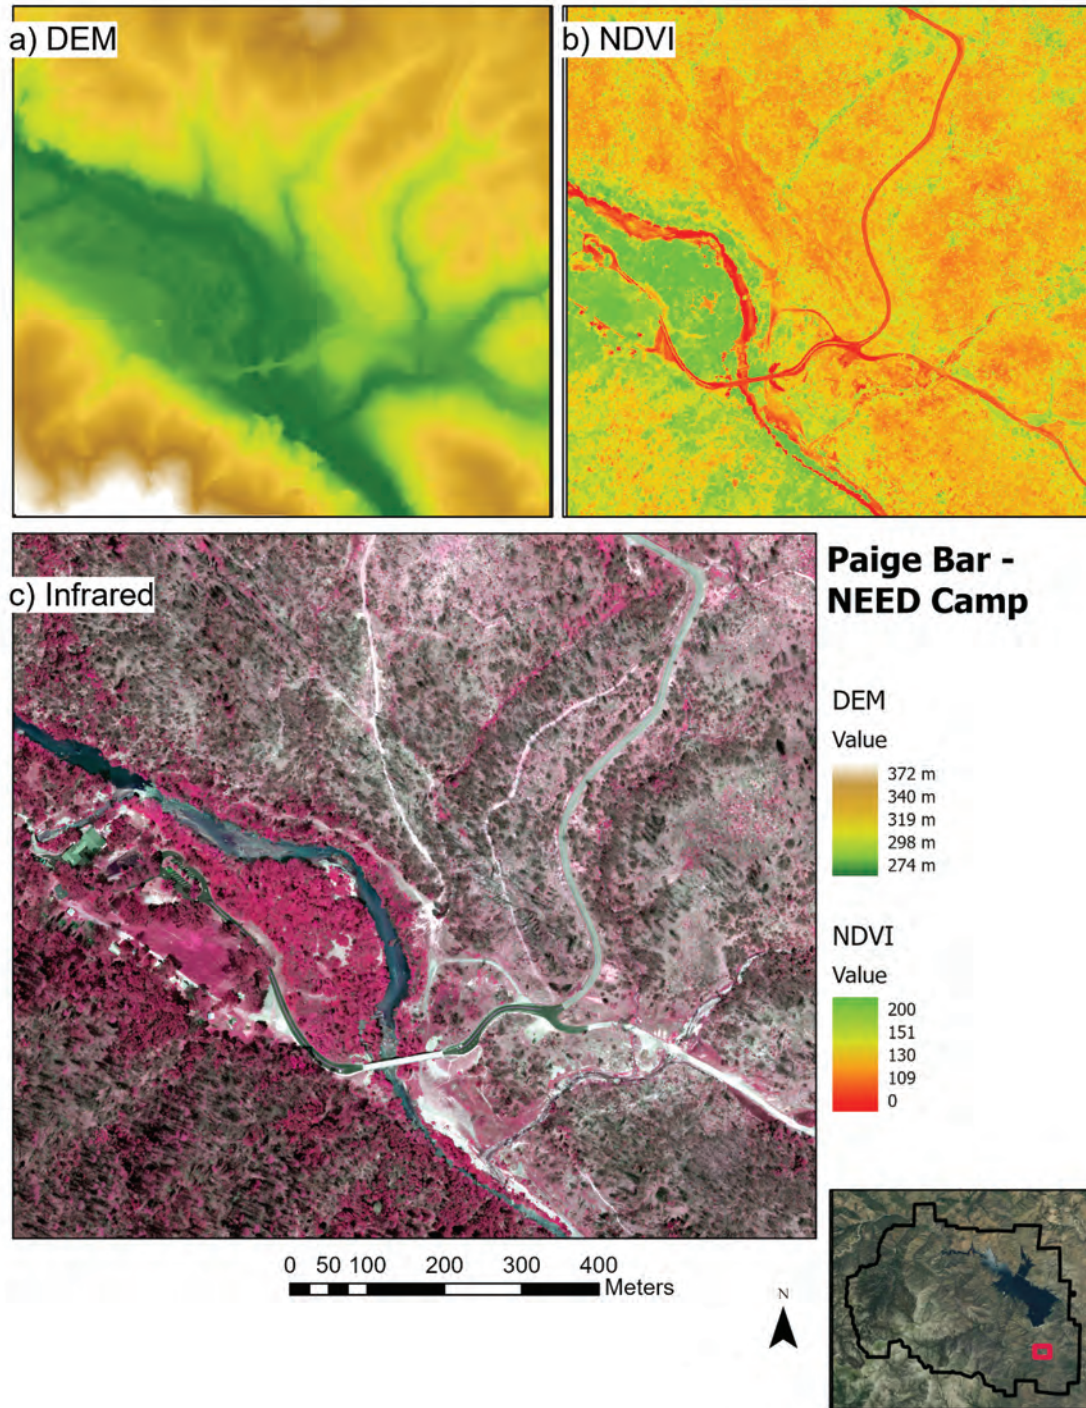 a) DEM
b) NDVI
c) Infrared
Paige Bar -
NEED Camp
DEM
Value
372 m
340 m
319 m
298 m
274 m
NDVI
Value
200
151
130
109
0
0 50 100 200 300 400
Meters
N